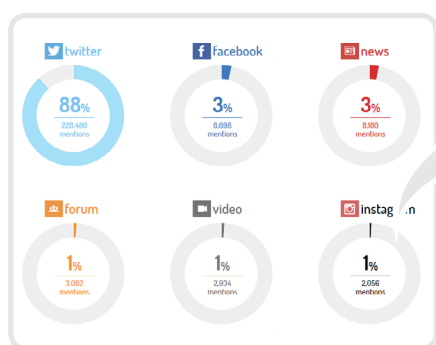 twitter
facebook
news
88%
3%
3%
228,480
8,698
8,180
mentions
mentions
mentions
forum
video
1%
1%
1%
3,082
2,934
2,056
mentions
mentions
mentions